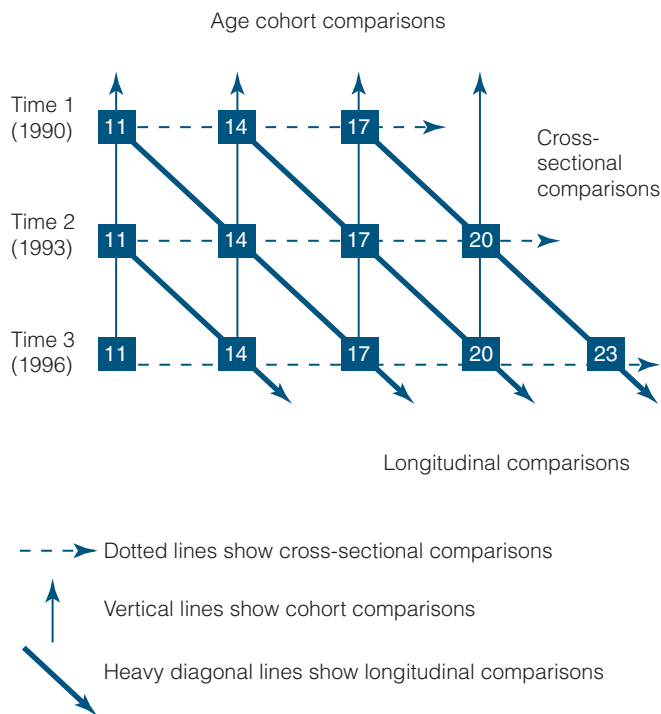 Age cohort comparisons
Time 1
(1990)
11 14 17
Cross-
sectional
comparisons
Time 2
(1993)
11 14 17 20
Time 3
(1996)
11 14 17 20 23
Longitudinal comparisons
Dotted lines show cross-sectional comparisons
Vertical lines show cohort comparisons
Heavy diagonal lines show longitudinal comparisons